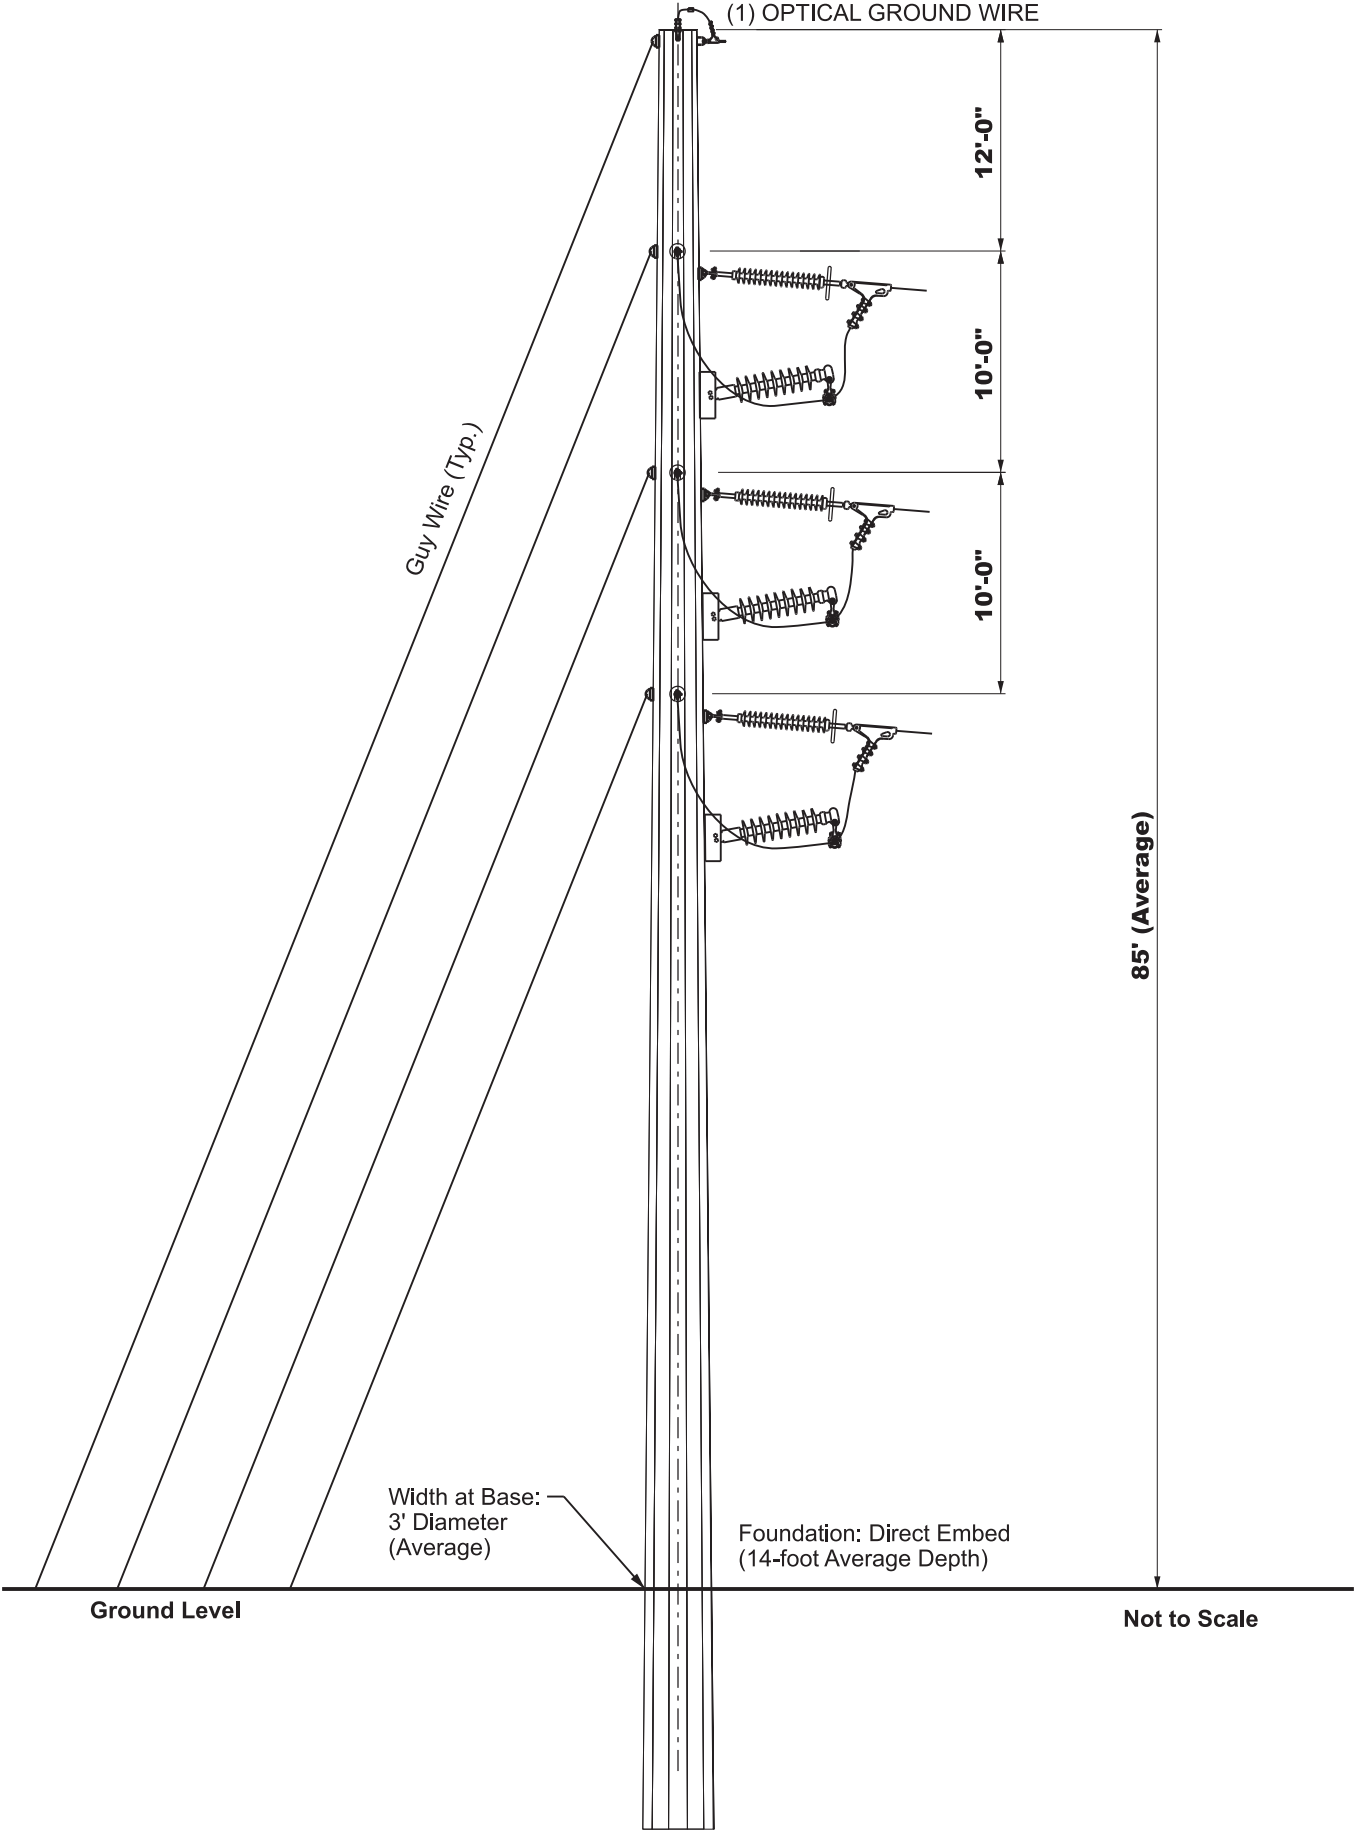 (1) OPTICAL GROUND WIRE
12'-0"
10'-0"
Guy Wire (Typ.)
10'-0"
85' (Average)
Width at Base:
3' Diameter
(Average)
Foundation: Direct Embed
(14-foot Average Depth)
Ground Level
Not to Scale